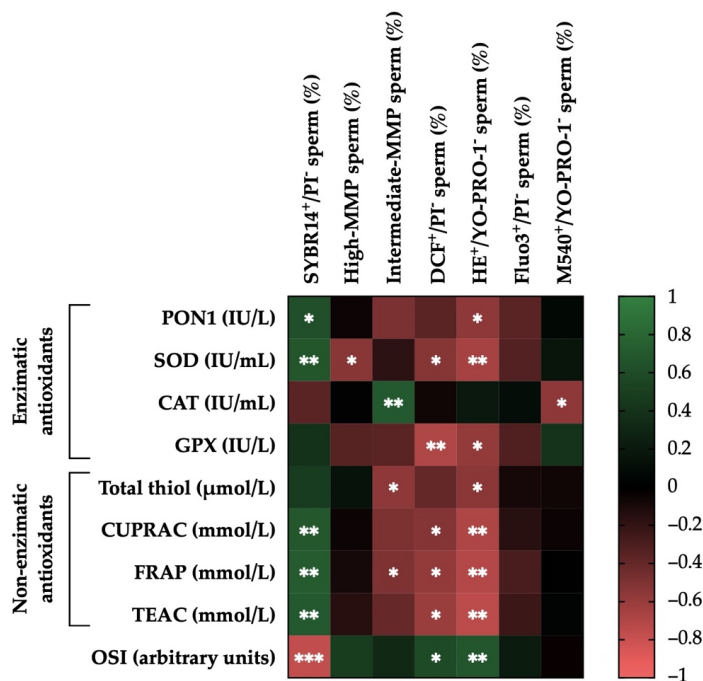 SYBR14⁺/PI⁻ sperm (%)
High-MMP sperm (%)
Intermediate-MMP sperm (%)
DCF⁺/PI⁻ sperm (%)
HE⁺/YO-PRO-1⁻ sperm (%)
Fluo3⁺/PI⁻ sperm (%)
M540⁺/YO-PRO-1⁻ sperm (%)
Enzimatic
antioxidants
Non-enzimatic
antioxidants
PON1 (IU/L) * *
SOD (IU/mL) ** * * **
CAT (IU/mL) ** *
GPX (IU/L) ** *
Total thiol (μmol/L) * *
CUPRAC (mmol/L) ** * **
FRAP (mmol/L) ** * * **
TEAC (mmol/L) ** * **
OSI (arbitrary units) *** * **
1
0.8
0.6
0.4
0.2
0
−0.2
−0.4
−0.6
−0.8
−1